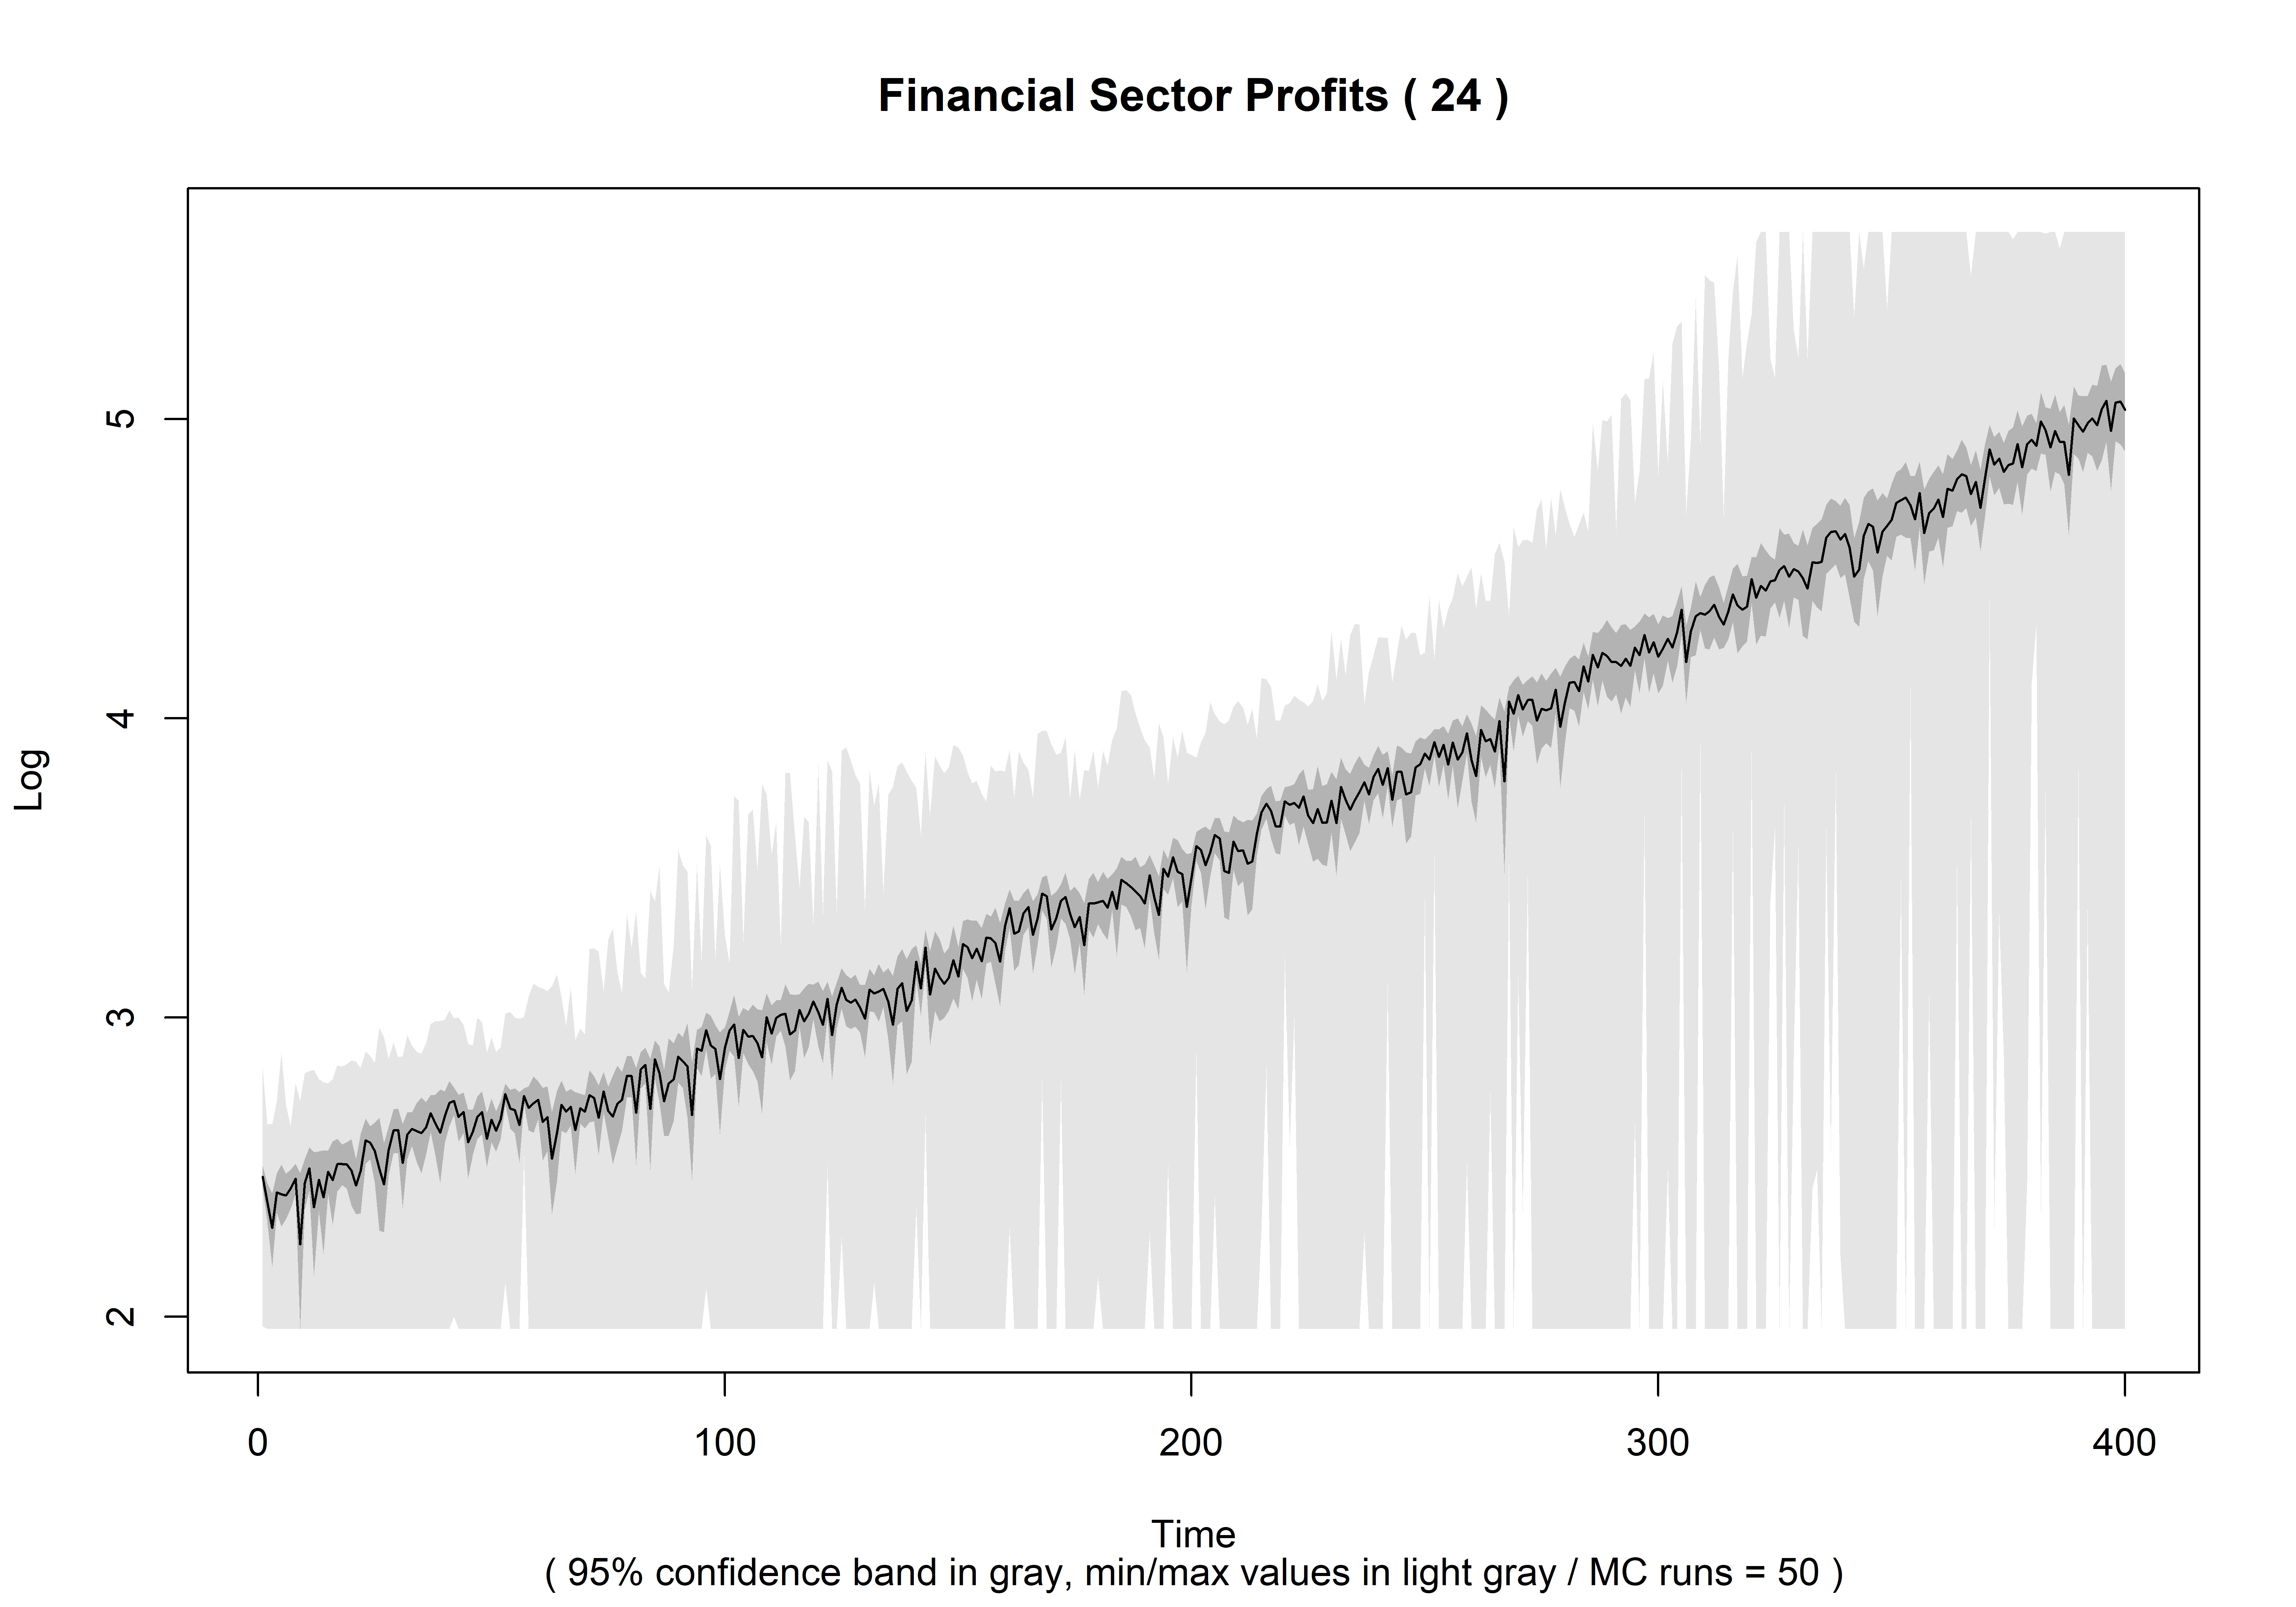 Financial Sector Profits ( 24 )
Log
5
4
3
2
0 100 200 300 400
Time
( 95% confidence band in gray, min/max values in light gray / MC runs = 50 )